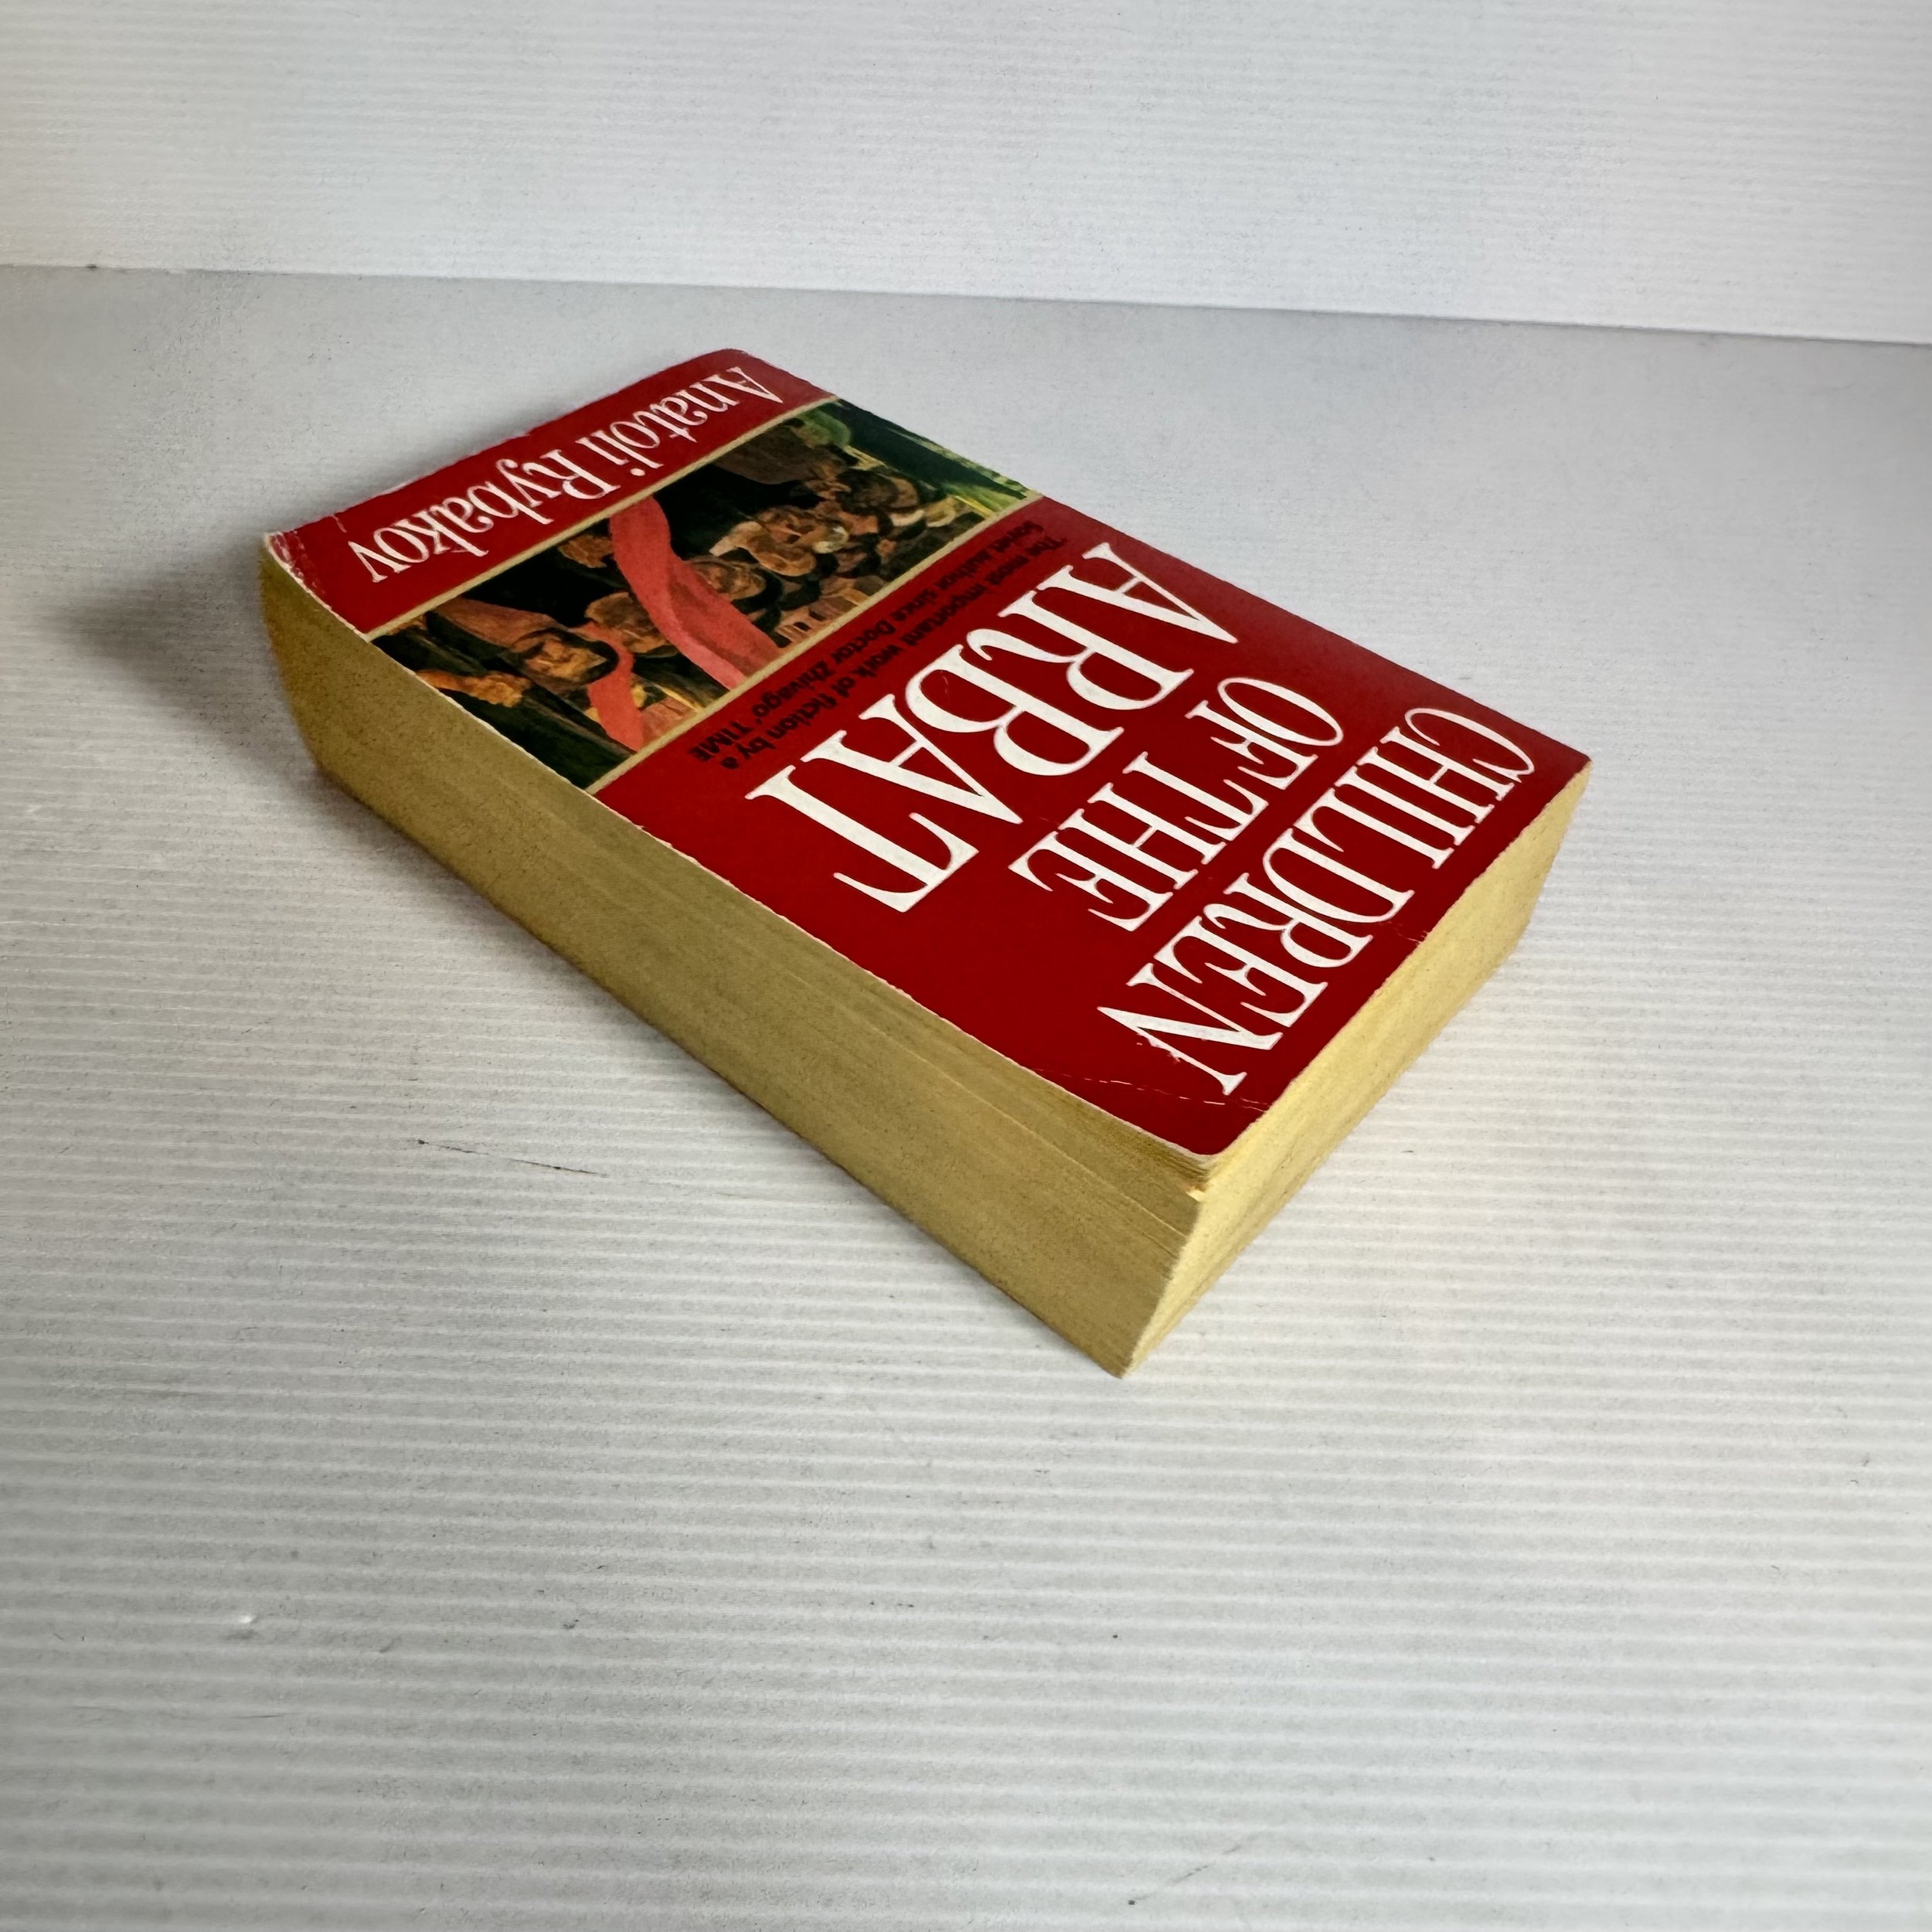 CHILDREN
OF THE
ARBAT
The most important work of fiction by a
Soviet author since Doctor Zhivago' TIME
Anatoli Rybakov